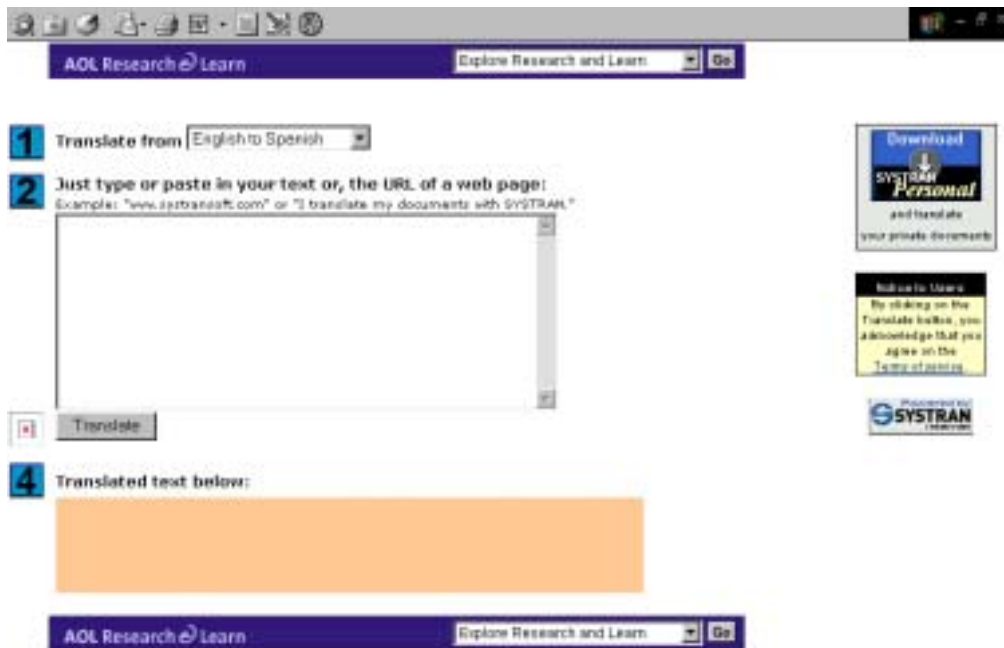 AOL Research & Learn
Explore Research and Learn
Go
1
Translate from
English to Spanish
2
Just type or paste in your text or, the URL of a web page:
Example: "www.systransoft.com" or "I translate my documents with SYSTRAN."
Translate
4
Translated text below:
Download
SYSTRAN
Personal
and translate
your private documents
Notice to Users
By clicking on the
Translate button, you
acknowledge that you
agree on the
Terms of service
Powered by
SYSTRAN
AOL Research & Learn
Explore Research and Learn
Go